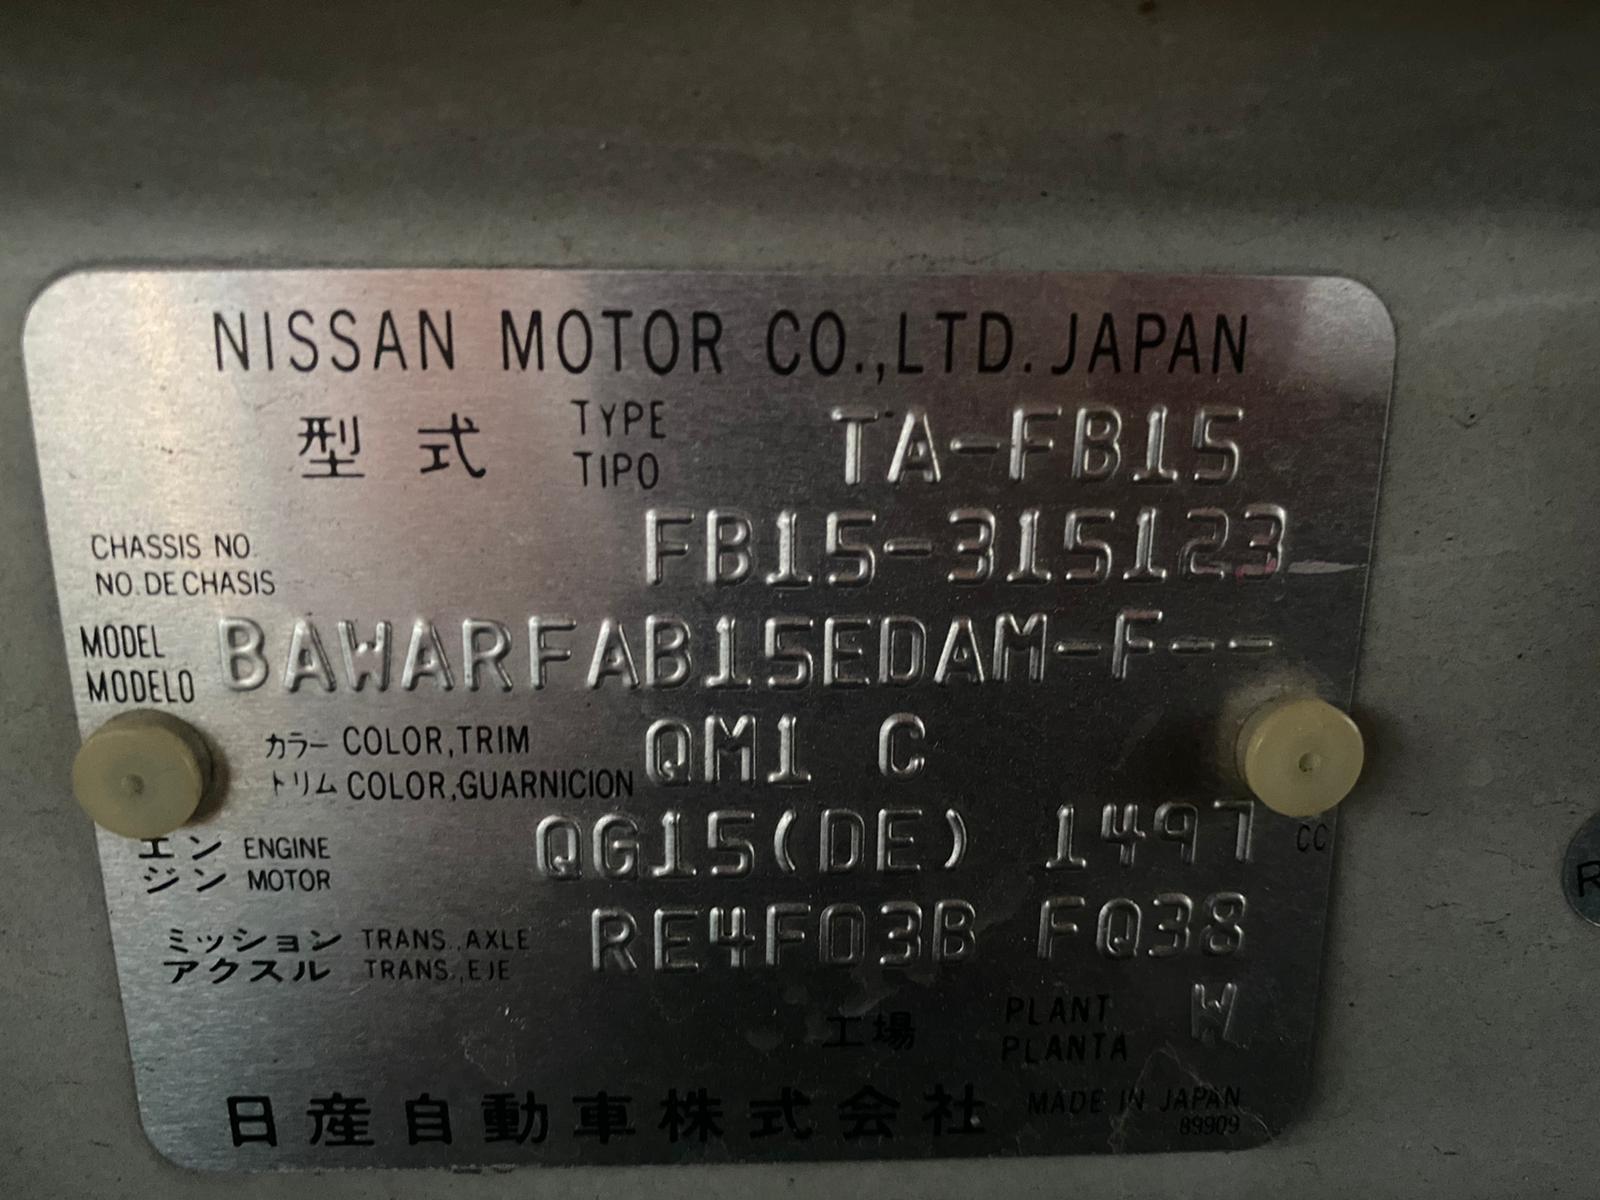 NISSAN MOTOR CO.,LTD. JAPAN
型式 TYPE TIPO TA-FB15
CHASSIS NO. NO. DE CHASIS FB15-315123
MODEL MODELO BAWARFAB15EDAM-F--
カラー COLOR,TRIM QM1 C
トリム COLOR,GUARNICION
エン ENGINE QG15(DE) 1497 CC
ジン MOTOR
ミッション TRANS.,AXLE RE4F03B FQ38
アクスル TRANS.,EJE
工場 PLANT PLANTA W
日産自動車株式会社 MADE IN JAPAN
89909
R